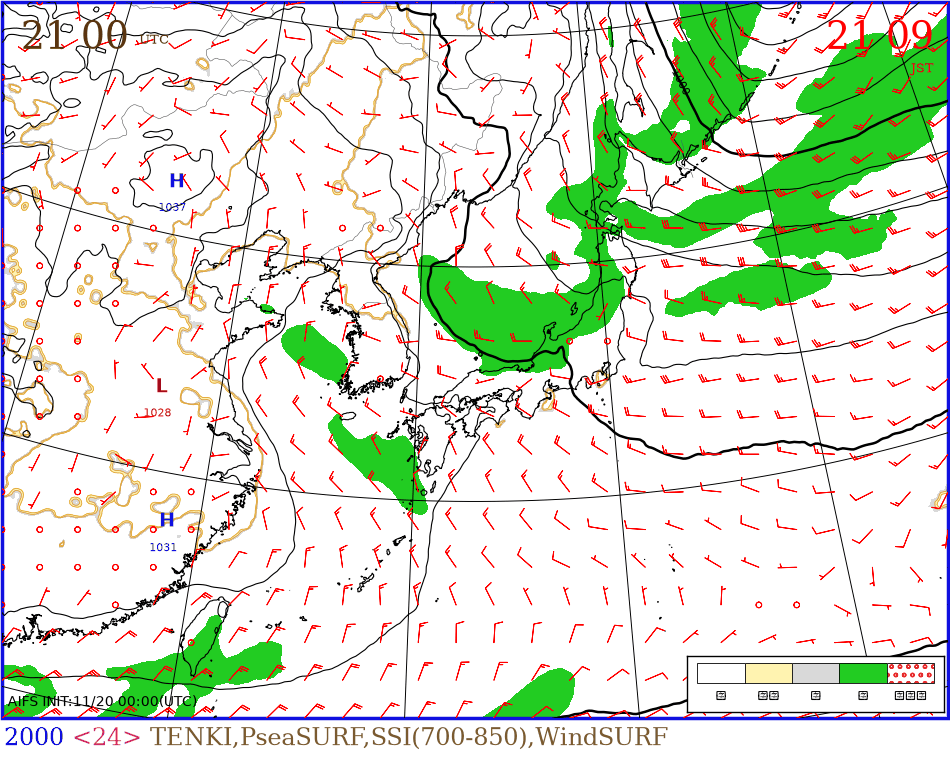 21 00 UTC
21 09
JST
1000
H
1037
L
1028
H
1031
AIFS INIT:11/20 00:00(UTC)
2000 <24> TENKI,PseaSURF,SSI(700-850),WindSURF